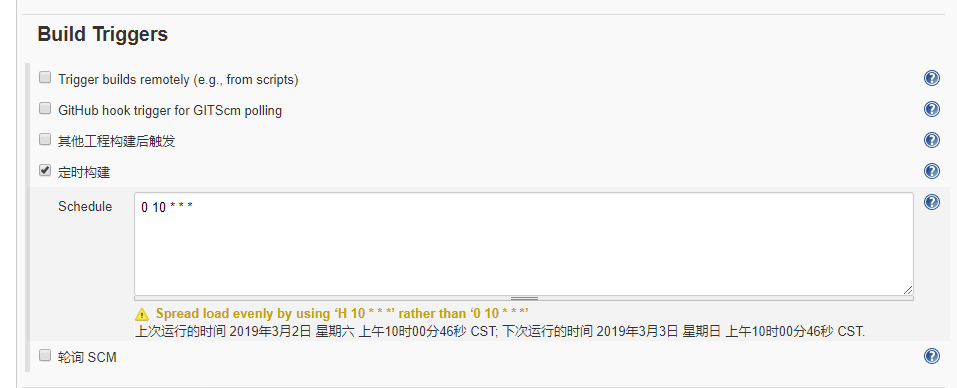 Build Triggers
Trigger builds remotely (e.g., from scripts)
GitHub hook trigger for GITScm polling
其他工程构建后触发
定时构建
Schedule 0 10 * * *
Spread load evenly by using ‘H 10 * * *’ rather than ‘0 10 * * *’
上次运行的时间 2019年3月2日 星期六 上午10时00分46秒 CST; 下次运行的时间 2019年3月3日 星期日 上午10时00分46秒 CST.
轮询 SCM